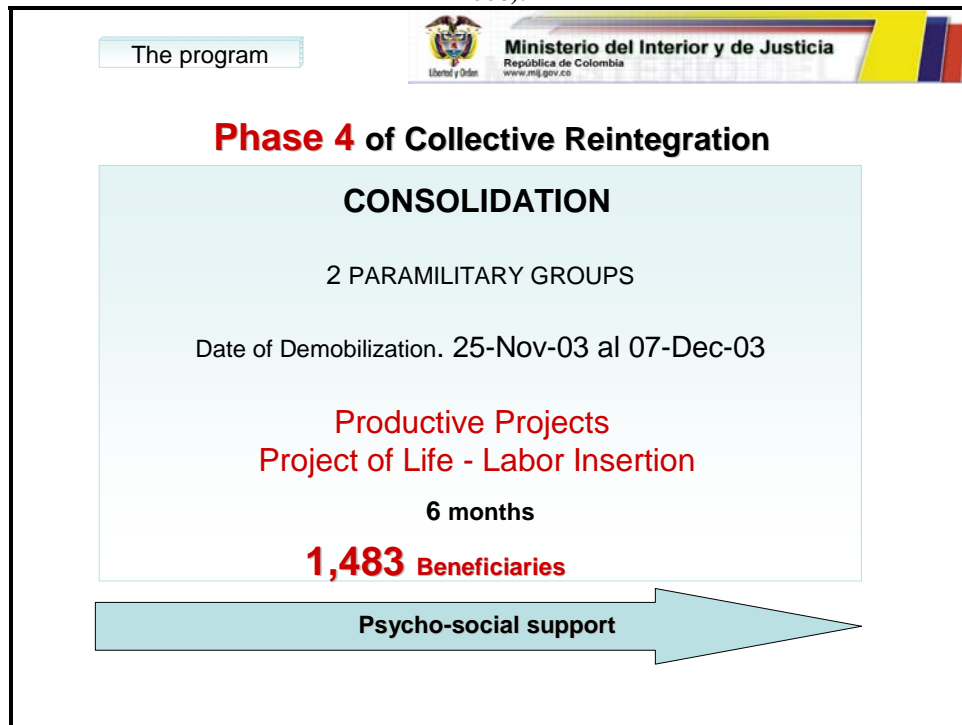 The program
Libertad y Orden
Ministerio del Interior y de Justicia
República de Colombia
www.mij.gov.co
Phase 4 of Collective Reintegration
CONSOLIDATION
2 PARAMILITARY GROUPS
Date of Demobilization. 25-Nov-03 al 07-Dec-03
Productive Projects
Project of Life - Labor Insertion
6 months
1,483 Beneficiaries
Psycho-social support